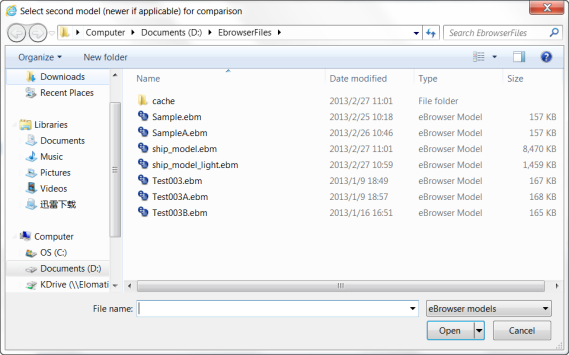 Select second model (newer if applicable) for comparison
Computer Documents (D:) EbrowserFiles Search EbrowserFiles
Organize New folder
Downloads
Recent Places
Libraries
Documents
Music
Pictures
Videos
迅雷下载
Computer
OS (C:)
Documents (D:)
KDrive (\\Elomati
Name Date modified Type Size
cache 2013/2/27 11:01 File folder
Sample.ebm 2013/2/25 10:18 eBrowser Model 157 KB
SampleA.ebm 2013/2/26 10:46 eBrowser Model 157 KB
ship_model.ebm 2013/2/27 11:01 eBrowser Model 8,470 KB
ship_model_light.ebm 2013/2/27 10:59 eBrowser Model 1,459 KB
Test003.ebm 2013/1/9 18:49 eBrowser Model 167 KB
Test003A.ebm 2013/1/9 18:57 eBrowser Model 168 KB
Test003B.ebm 2013/1/16 16:51 eBrowser Model 165 KB
File name: eBrowser models
Open Cancel